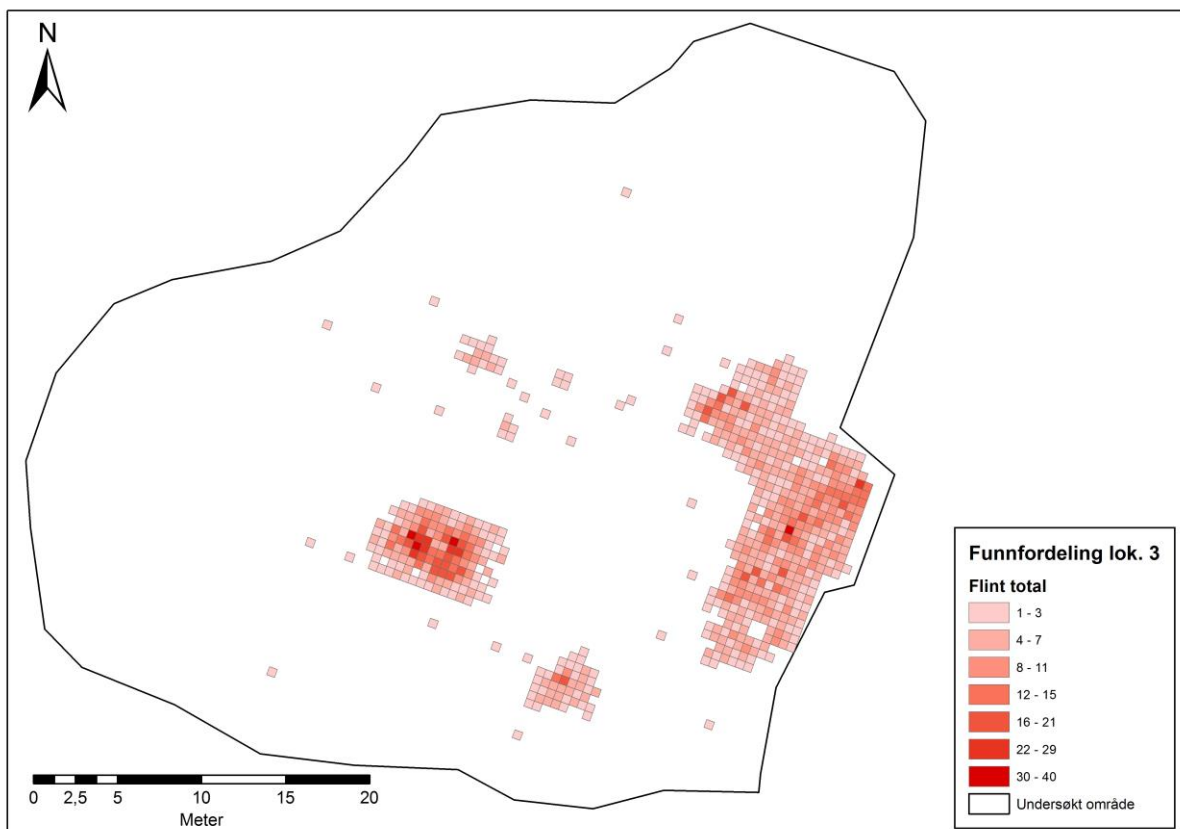 N
Funnfordeling lok. 3
Flint total
1 - 3
4 - 7
8 - 11
12 - 15
16 - 21
22 - 29
30 - 40
Undersøkt område
0 2,5 5 10 15 20
Meter